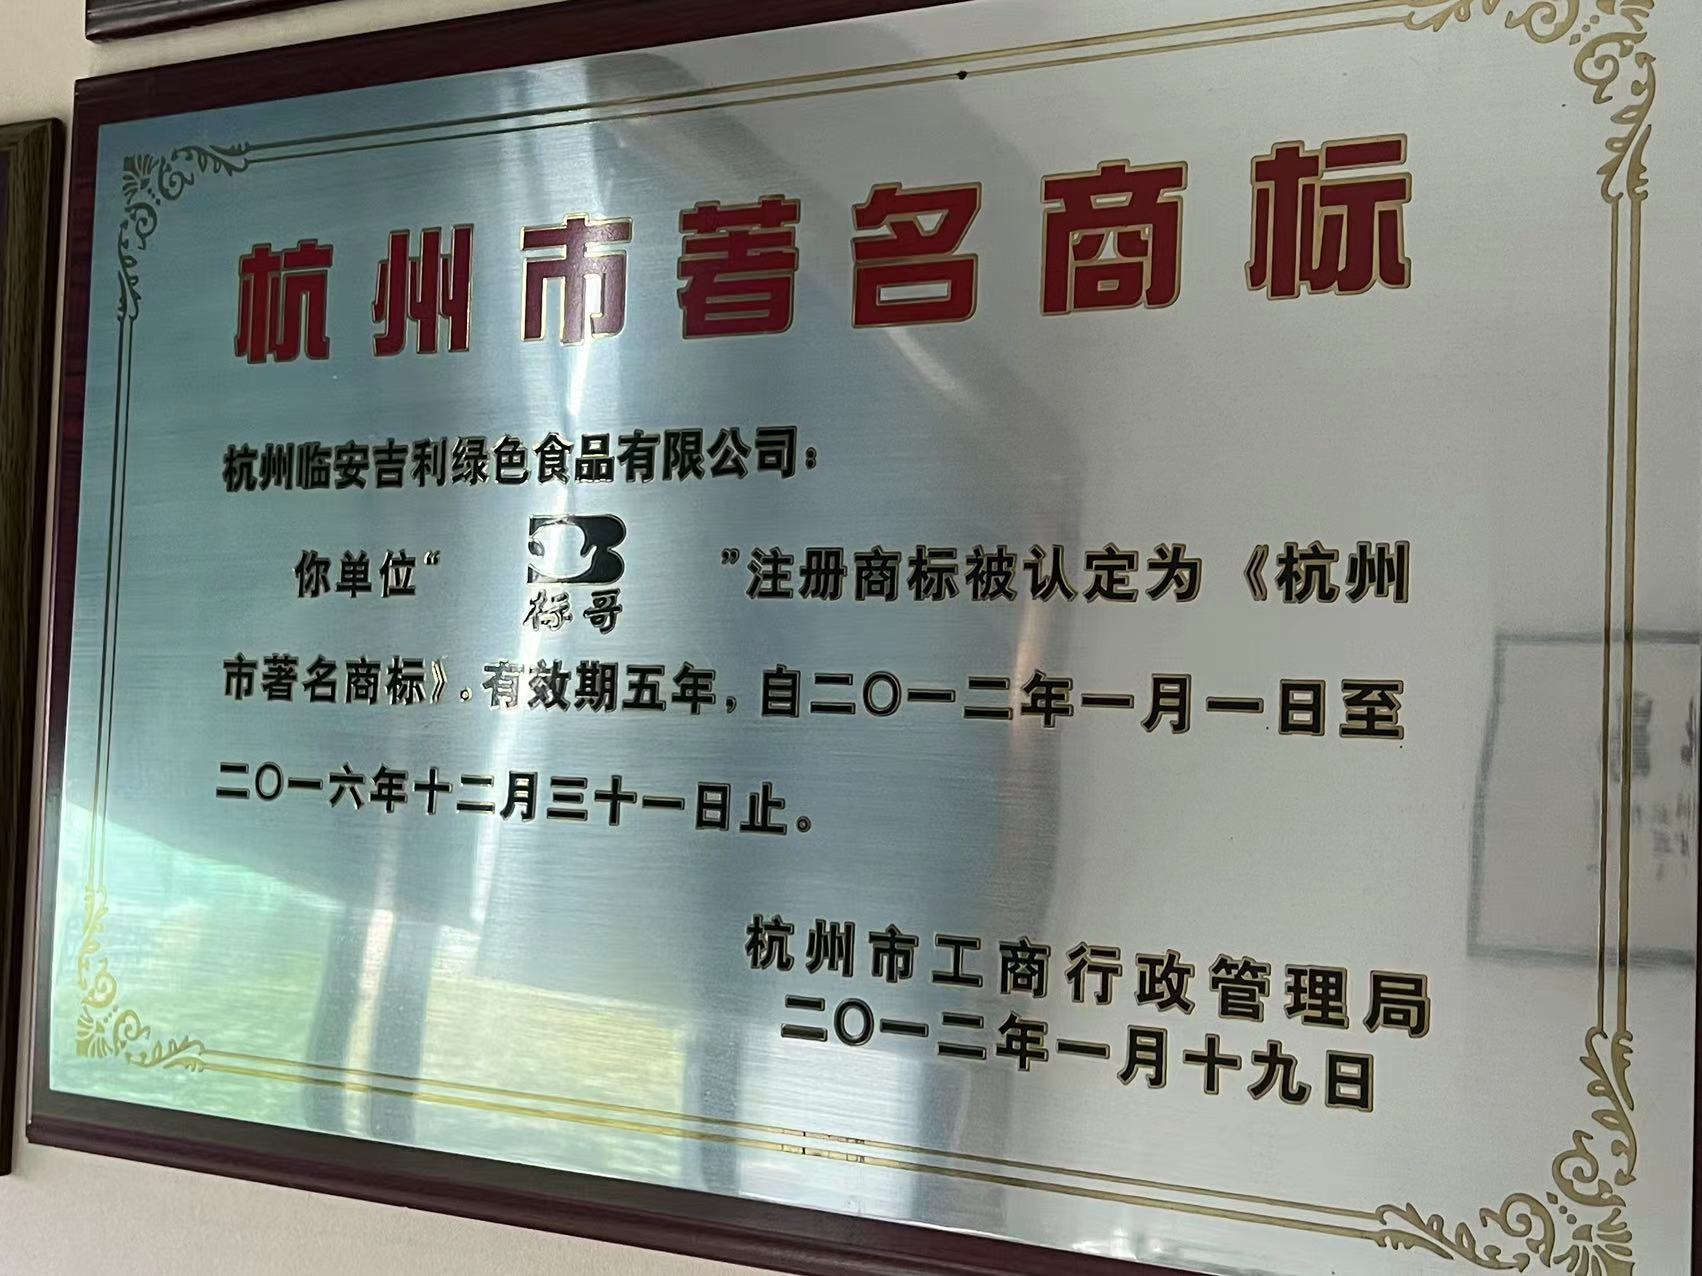 杭州市著名商标
杭州临安吉利绿色食品有限公司：
你单位“标哥”注册商标被认定为《杭州
市著名商标》。有效期五年，自二〇一二年一月一日至
二〇一六年十二月三十一日止。
杭州市工商行政管理局
二〇一二年一月十九日